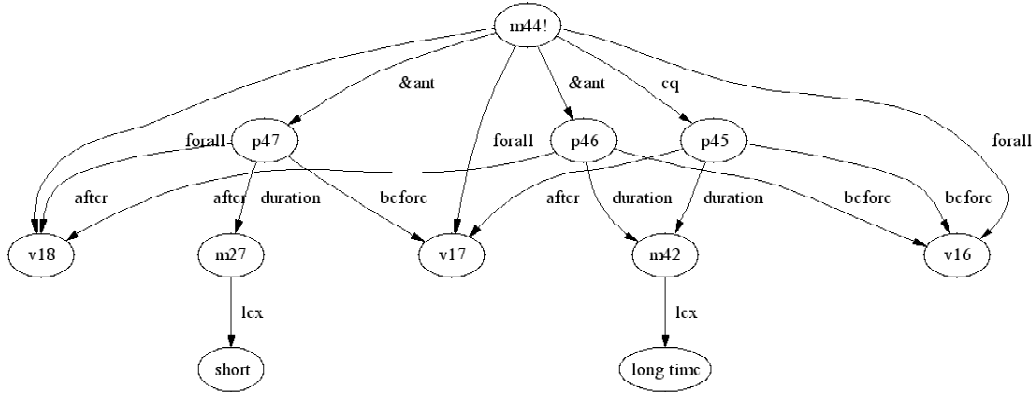 m44!
&ant
&ant
cq
forall
p47
forall
p46
p45
forall
after
after
duration
before
after
duration
duration
before
before
v18
m27
v17
m42
v16
lex
lex
short
long time